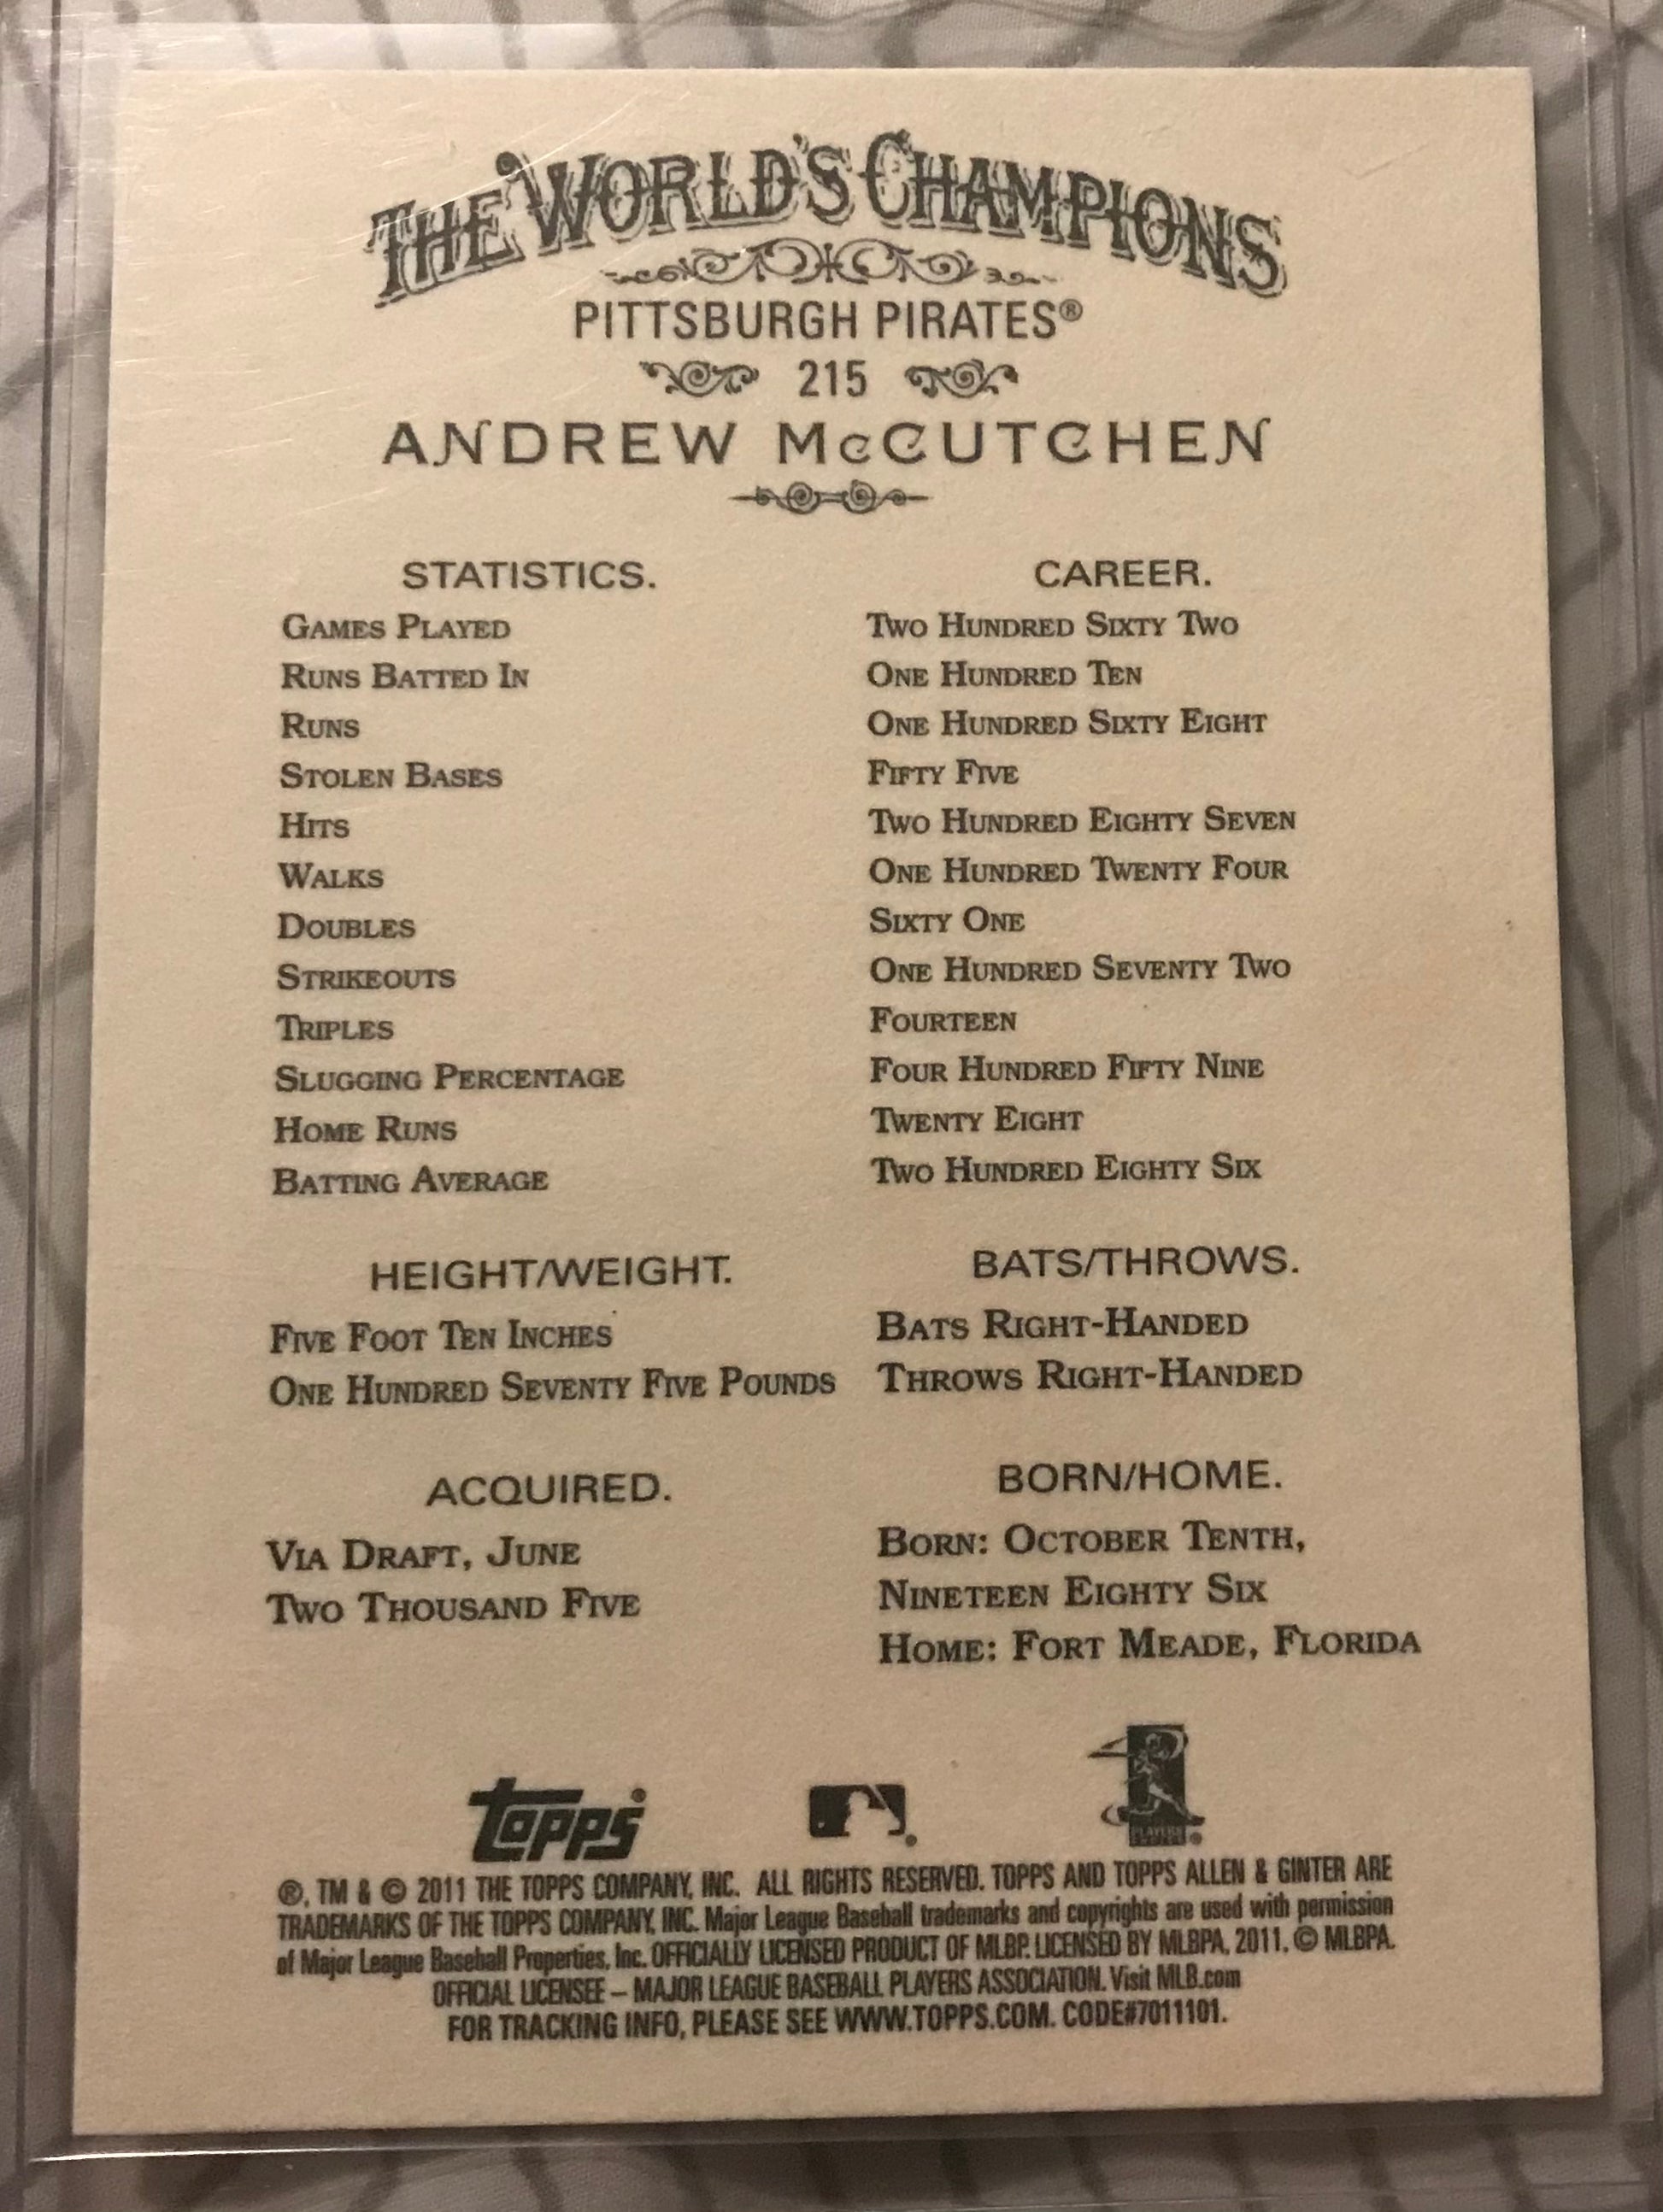 THE WORLD'S CHAMPIONS
PITTSBURGH PIRATES®
215
ANDREW McCUTCHEN
STATISTICS. CAREER.
GAMES PLAYED TWO HUNDRED SIXTY TWO
RUNS BATTED IN ONE HUNDRED TEN
RUNS ONE HUNDRED SIXTY EIGHT
STOLEN BASES FIFTY FIVE
HITS TWO HUNDRED EIGHTY SEVEN
WALKS ONE HUNDRED TWENTY FOUR
DOUBLES SIXTY ONE
STRIKEOUTS ONE HUNDRED SEVENTY TWO
TRIPLES FOURTEEN
SLUGGING PERCENTAGE FOUR HUNDRED FIFTY NINE
HOME RUNS TWENTY EIGHT
BATTING AVERAGE TWO HUNDRED EIGHTY SIX
HEIGHT/WEIGHT.
FIVE FOOT TEN INCHES
ONE HUNDRED SEVENTY FIVE POUNDS
BATS/THROWS.
BATS RIGHT-HANDED
THROWS RIGHT-HANDED
ACQUIRED.
VIA DRAFT, JUNE
TWO THOUSAND FIVE
BORN/HOME.
BORN: OCTOBER TENTH,
NINETEEN EIGHTY SIX
HOME: FORT MEADE, FLORIDA
topps
PLAYERS
®, TM & © 2011 THE TOPPS COMPANY, INC. ALL RIGHTS RESERVED. TOPPS AND TOPPS ALLEN & GINTER ARE
TRADEMARKS OF THE TOPPS COMPANY, INC. Major League Baseball trademarks and copyrights are used with permission
of Major League Baseball Properties, Inc. OFFICIALLY LICENSED PRODUCT OF MLBP. LICENSED BY MLBPA, 2011. © MLBPA.
OFFICIAL LICENSEE – MAJOR LEAGUE BASEBALL PLAYERS ASSOCIATION. Visit MLB.com
FOR TRACKING INFO, PLEASE SEE WWW.TOPPS.COM. CODE#7011101.